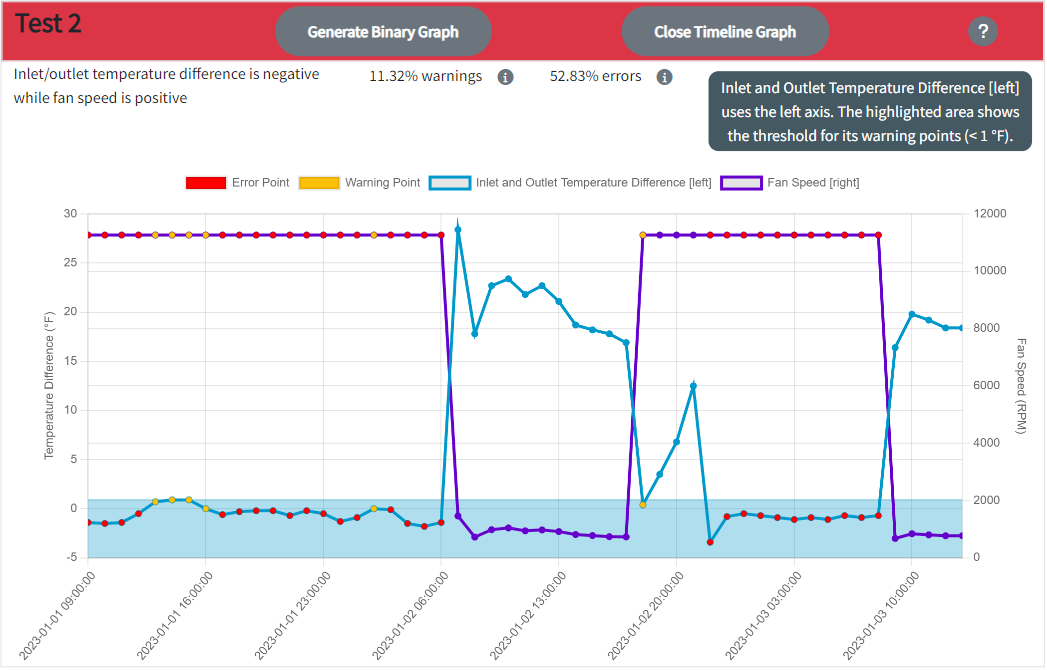 Test 2
Generate Binary Graph
Close Timeline Graph
?
Inlet/outlet temperature difference is negative
while fan speed is positive
11.32% warnings i
52.83% errors i
Inlet and Outlet Temperature Difference [left]
uses the left axis. The highlighted area shows
the threshold for its warning points (< 1 °F).
Error Point
Warning Point
Inlet and Outlet Temperature Difference [left]
Fan Speed [right]
Temperature Difference (°F)
30
25
20
15
10
5
0
-5
12000
10000
8000
6000
4000
2000
0
Fan Speed (RPM)
2023-01-01 09:00:00
2023-01-01 16:00:00
2023-01-01 23:00:00
2023-01-02 06:00:00
2023-01-02 13:00:00
2023-01-02 20:00:00
2023-01-03 03:00:00
2023-01-03 10:00:00